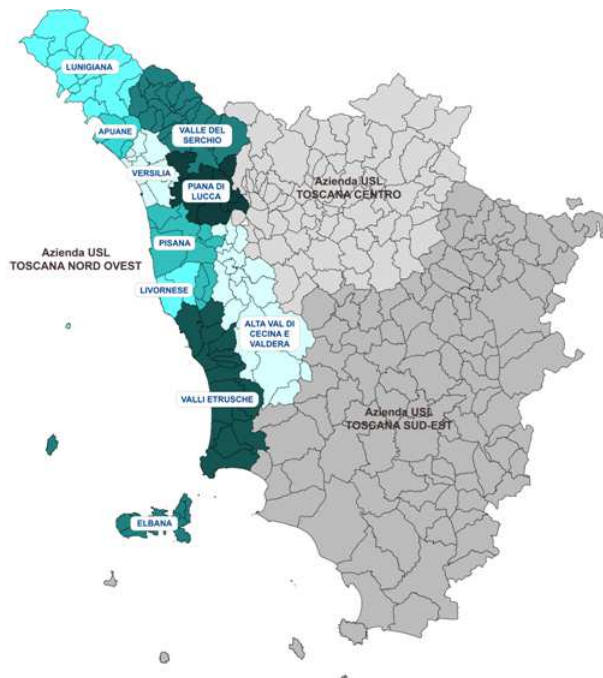 LUNIGIANA
APUANE
VALLE DEL
SERCHIO
VERSILIA
PIANA DI
LUCCA
Azienda USL
TOSCANA CENTRO
PISANA
Azienda USL
TOSCANA NORD OVEST
LIVORNESE
ALTA VAL DI
CECINA E
VALDERA
VALLI ETRUSCHE
Azienda USL
TOSCANA SUD-EST
ELBANA